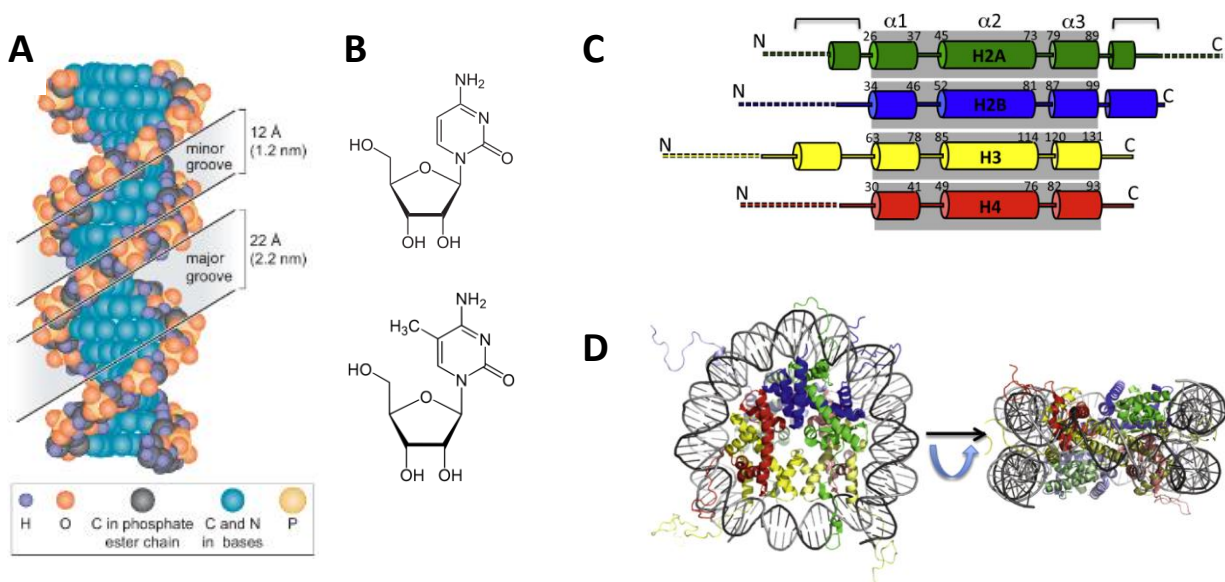 A
12 Å
(1.2 nm)
minor
groove
22 Å
(2.2 nm)
major
groove
H
O
C in phosphate
ester chain
C and N
in bases
P
B
NH2
N
HO
N
O
OH
OH
NH2
H3C
N
HO
N
O
OH
OH
C
α1
α2
α3
N
26
37
45
73
79
89
H2A
C
N
34
46
52
81
87
99
H2B
C
N
63
78
85
114
120
131
H3
C
N
30
41
49
76
82
93
H4
C
D